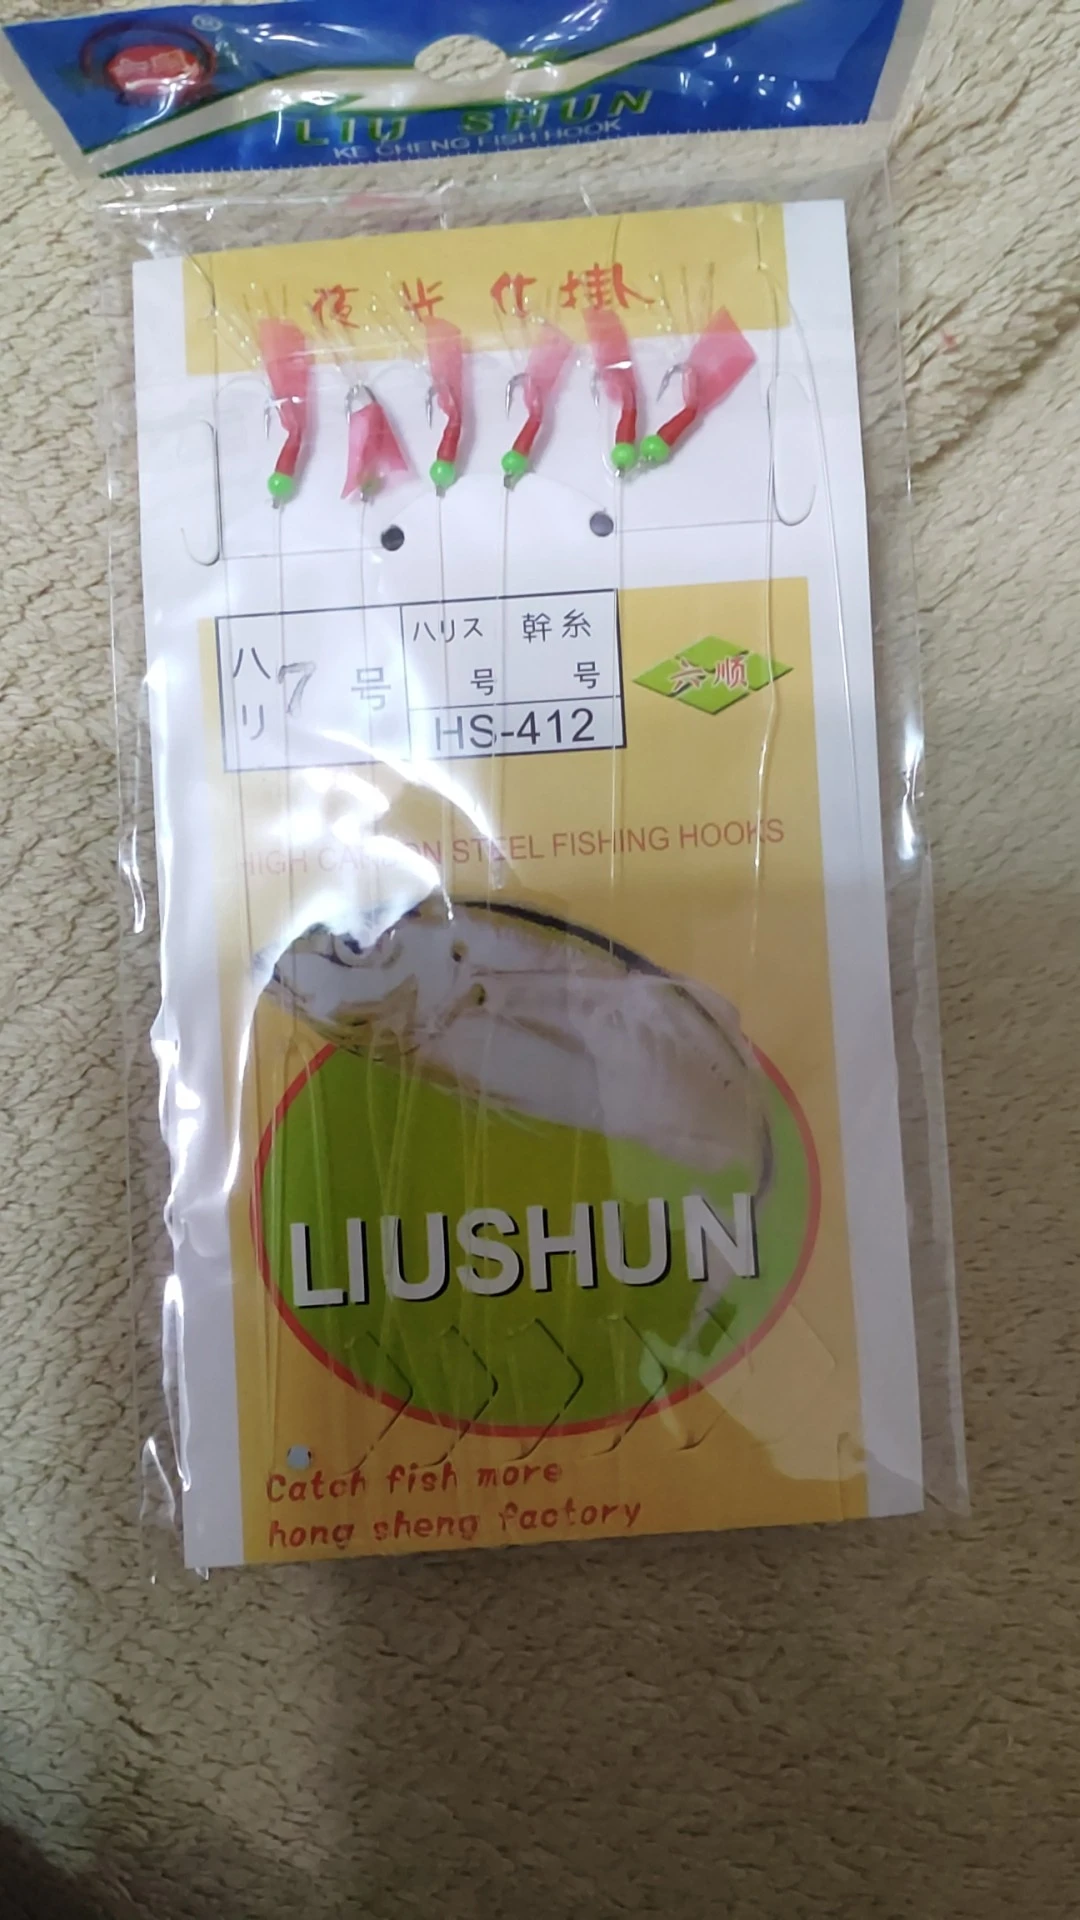 ®
LIU SHUN
KE CHENG FISH HOOK
夜光仕掛
ハリ 7 号
ハリス 幹糸
号 号
HS-412
六顺
HIGH CARBON STEEL FISHING HOOKS
LIUSHUN
Catch fish more
hong sheng factory